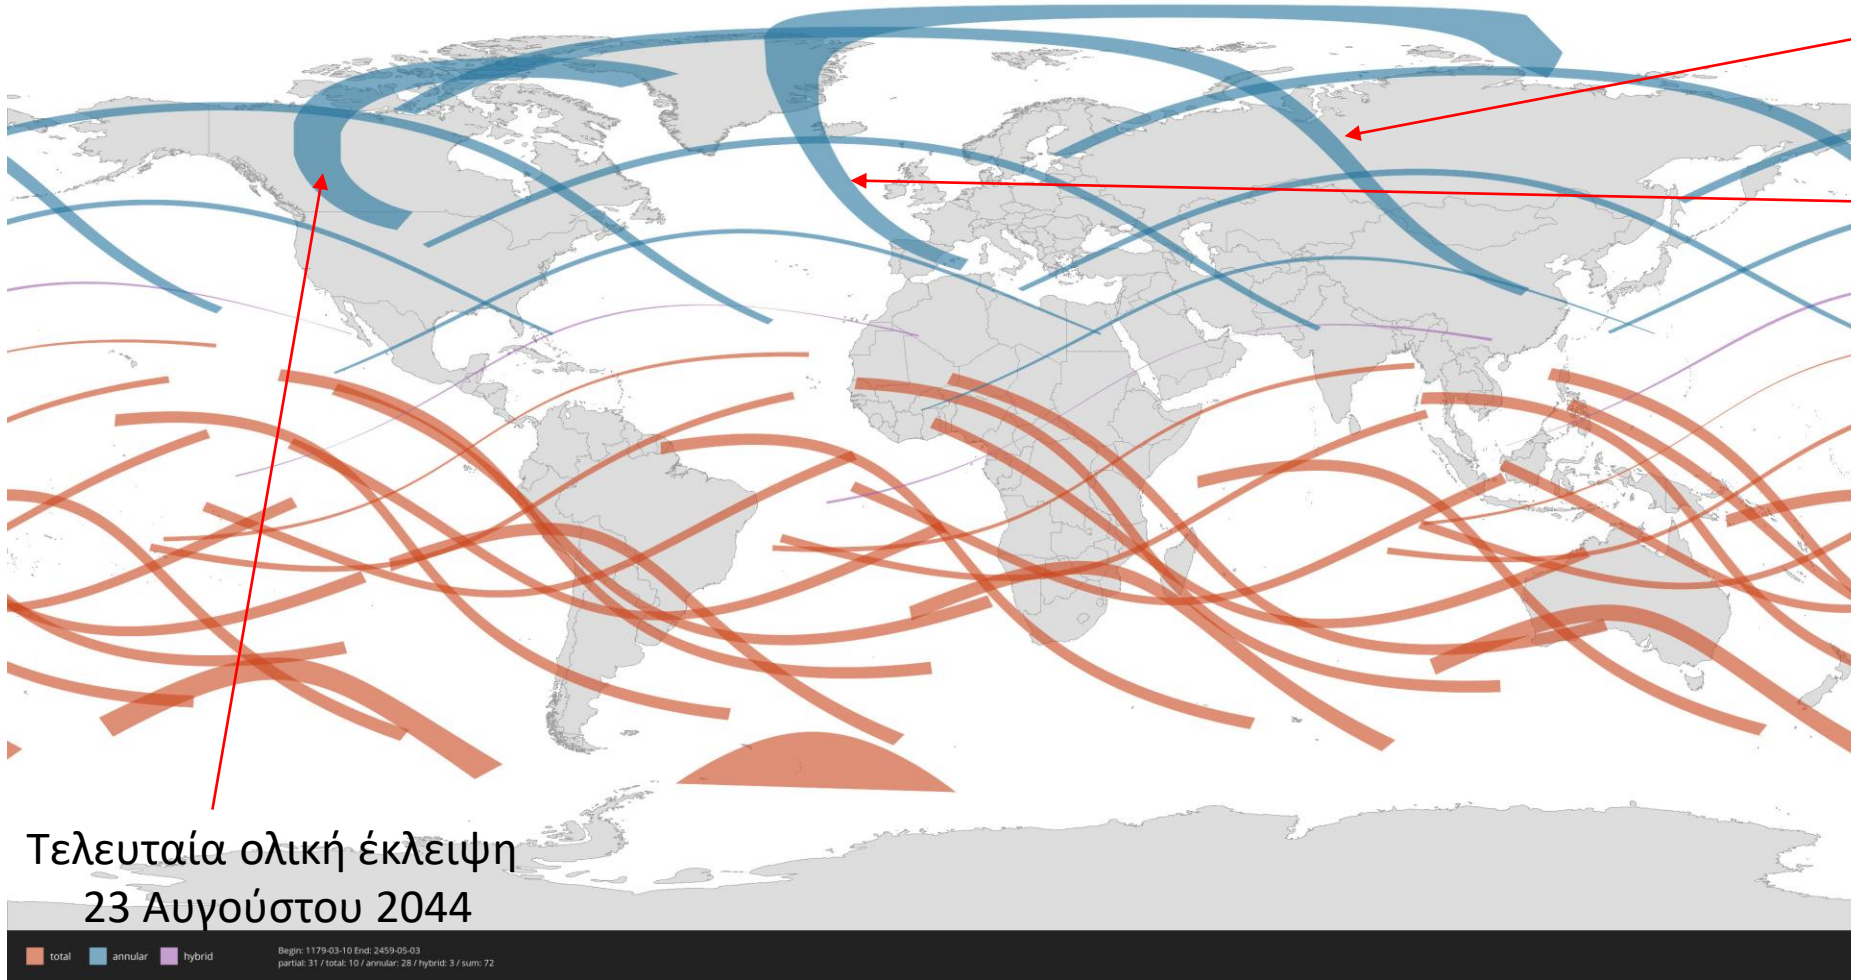 Τελευταία ολική έκλειψη
23 Αυγούστου 2044
total annular hybrid
Begin: 1179-03-10 End: 2459-05-03
partial: 31 / total: 10 / annular: 28 / hybrid: 3 / sum: 72